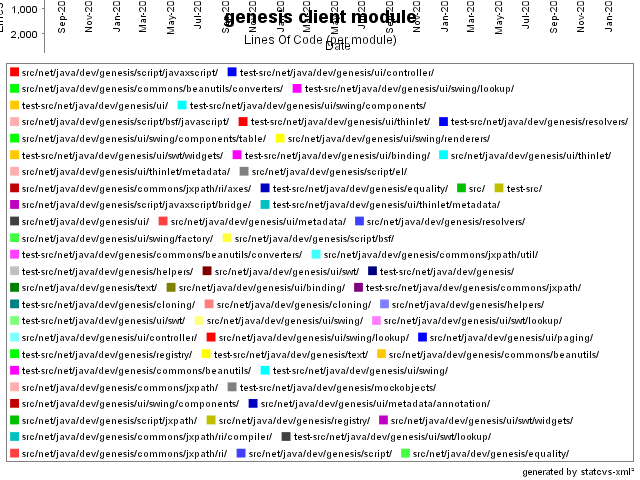 1,000
2,000
Sep-20 Nov-20 Jan-20 Mar-20 May-20 Jul-20 Sep-20 Nov-20 Jan-20 Mar-20 May-20 Jul-20 Sep-20 Nov-20 Jan-20 Mar-20 May-20 Jul-20 Sep-20 Nov-20 Jan-20
genesis client module
Lines Of Code (per module)
Date
src/net/java/dev/genesis/script/javaxscript/ test-src/net/java/dev/genesis/ui/controller/
src/net/java/dev/genesis/commons/beanutils/converters/ test-src/net/java/dev/genesis/ui/swing/lookup/
src/net/java/dev/genesis/ui/ test-src/net/java/dev/genesis/ui/swing/components/
src/net/java/dev/genesis/script/bsf/javascript/ test-src/net/java/dev/genesis/ui/thinlet/ test-src/net/java/dev/genesis/resolvers/
src/net/java/dev/genesis/ui/swing/components/table/ src/net/java/dev/genesis/ui/swing/renderers/
test-src/net/java/dev/genesis/ui/swt/widgets/ test-src/net/java/dev/genesis/ui/binding/ src/net/java/dev/genesis/ui/thinlet/
src/net/java/dev/genesis/ui/thinlet/metadata/ src/net/java/dev/genesis/script/el/
src/net/java/dev/genesis/commons/jxpath/ri/axes/ test-src/net/java/dev/genesis/equality/ src/ test-src/
src/net/java/dev/genesis/script/javaxscript/bridge/ test-src/net/java/dev/genesis/ui/thinlet/metadata/
src/net/java/dev/genesis/ui/ src/net/java/dev/genesis/ui/metadata/ src/net/java/dev/genesis/resolvers/
src/net/java/dev/genesis/ui/swing/factory/ src/net/java/dev/genesis/script/bsf/
test-src/net/java/dev/genesis/commons/beanutils/converters/ src/net/java/dev/genesis/commons/jxpath/util/
test-src/net/java/dev/genesis/helpers/ src/net/java/dev/genesis/ui/swt/ test-src/net/java/dev/genesis/
src/net/java/dev/genesis/text/ src/net/java/dev/genesis/ui/binding/ test-src/net/java/dev/genesis/commons/jxpath/
test-src/net/java/dev/genesis/cloning/ src/net/java/dev/genesis/cloning/ src/net/java/dev/genesis/helpers/
test-src/net/java/dev/genesis/ui/swt/ src/net/java/dev/genesis/ui/swing/ src/net/java/dev/genesis/ui/swt/lookup/
src/net/java/dev/genesis/ui/controller/ src/net/java/dev/genesis/ui/swing/lookup/ src/net/java/dev/genesis/ui/paging/
test-src/net/java/dev/genesis/registry/ test-src/net/java/dev/genesis/text/ src/net/java/dev/genesis/commons/beanutils/
test-src/net/java/dev/genesis/commons/beanutils/ test-src/net/java/dev/genesis/ui/swing/
src/net/java/dev/genesis/commons/jxpath/ test-src/net/java/dev/genesis/mockobjects/
src/net/java/dev/genesis/ui/swing/components/ src/net/java/dev/genesis/ui/metadata/annotation/
src/net/java/dev/genesis/script/jxpath/ src/net/java/dev/genesis/registry/ src/net/java/dev/genesis/ui/swt/widgets/
src/net/java/dev/genesis/commons/jxpath/ri/compiler/ test-src/net/java/dev/genesis/ui/swt/lookup/
src/net/java/dev/genesis/commons/jxpath/ri/ src/net/java/dev/genesis/script/ src/net/java/dev/genesis/equality/
generated by statcvs-xml²